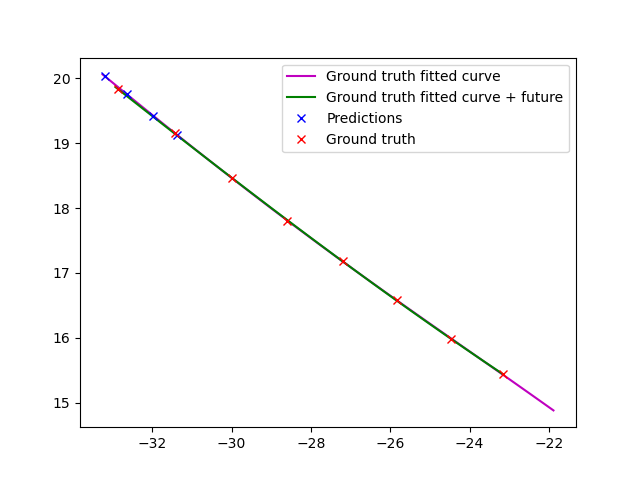 Ground truth fitted curve
Ground truth fitted curve + future
Predictions
Ground truth
20
19
18
17
16
15
−32 −30 −28 −26 −24 −22